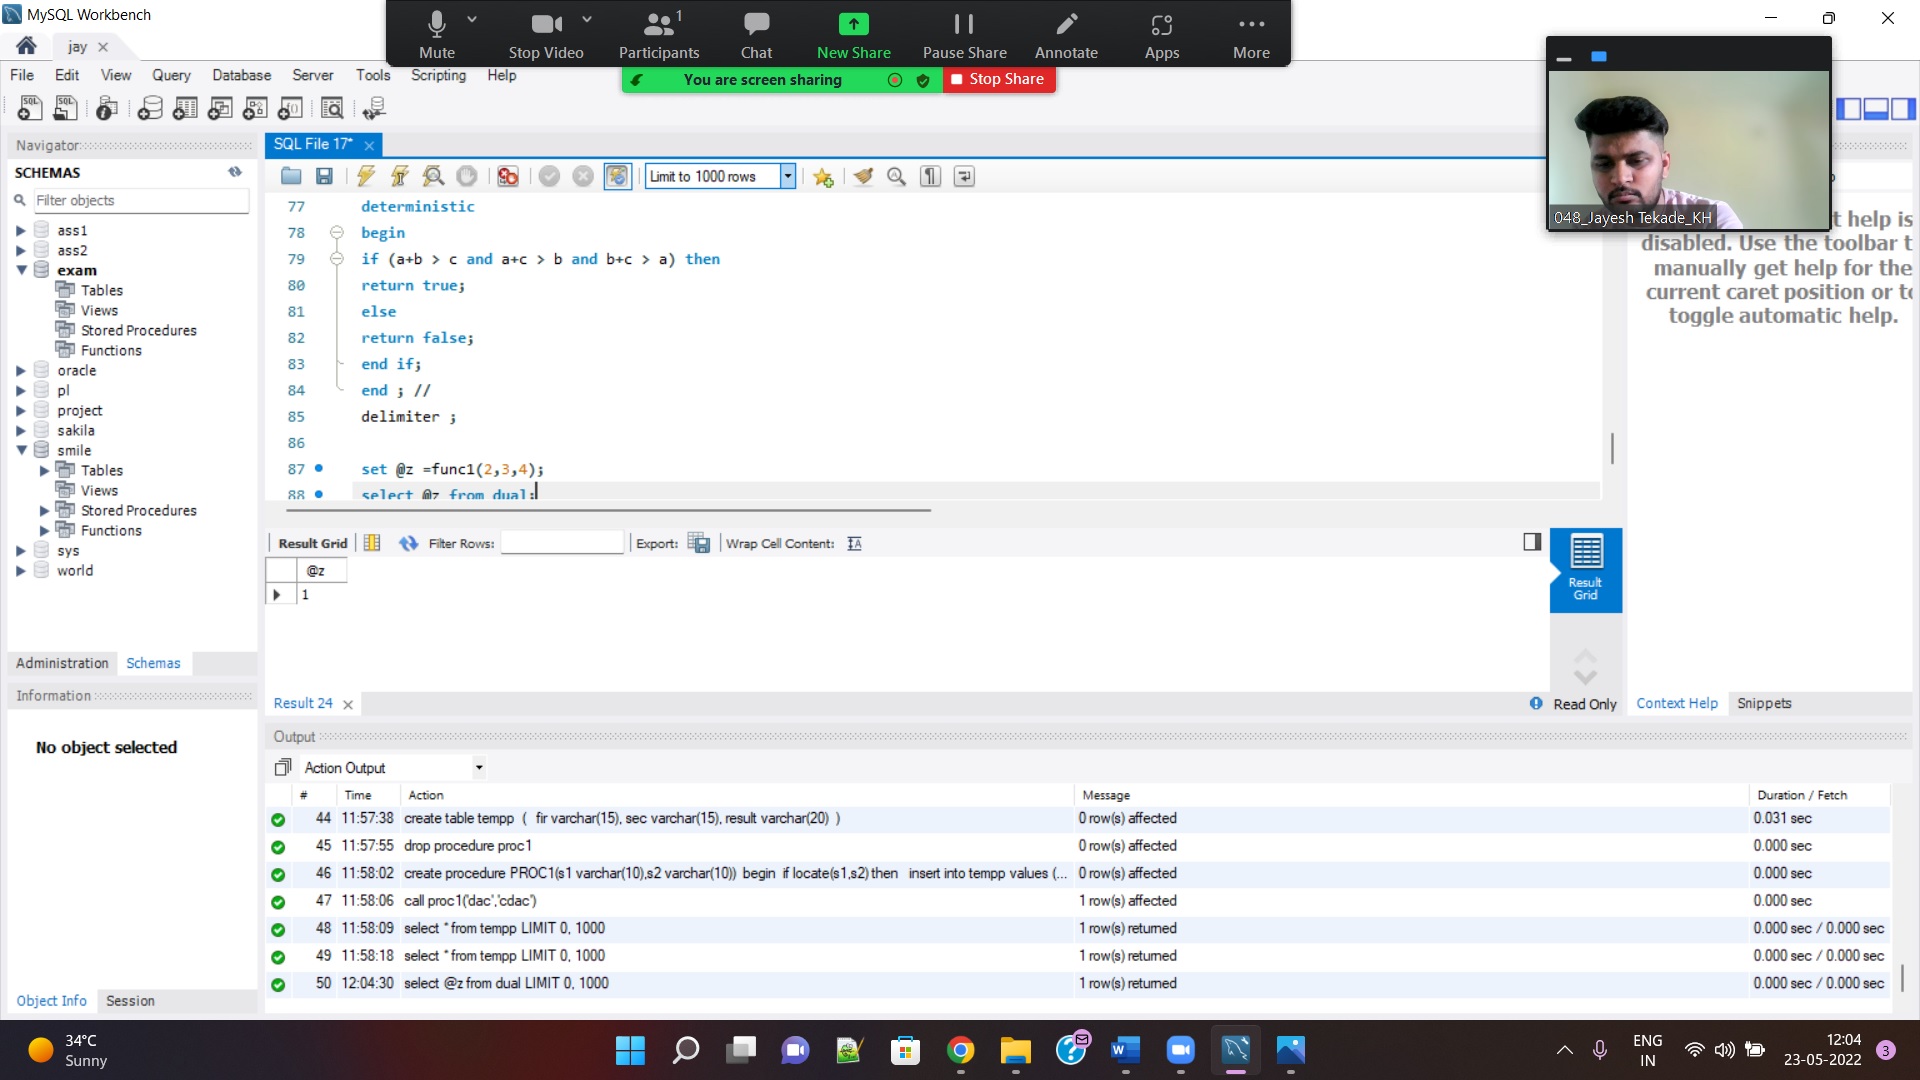 MySQL Workbench
Mute
Stop Video
Participants
1
Chat
New Share
Pause Share
Annotate
Apps
More
You are screen sharing
Stop Share
jay
File Edit View Query Database Server Tools Scripting Help
048_Jayesh Tekade_KH
Navigator
SCHEMAS
Filter objects
ass1
ass2
exam
Tables
Views
Stored Procedures
Functions
oracle
pl
project
sakila
smile
Tables
Views
Stored Procedures
Functions
sys
world
Administration Schemas
Information
No object selected
Object Info Session
SQL File 17*
Limit to 1000 rows
77 deterministic
78 begin
79 if (a+b > c and a+c > b and b+c > a) then
80 return true;
81 else
82 return false;
83 end if;
84 end ; //
85 delimiter ;
86
87 set @z =func1(2,3,4);
88 select @z from dual;
Result Grid Filter Rows: Export: Wrap Cell Content:
@z
1
Result Grid
Result 24
Read Only
t help is
disabled. Use the toolbar t
manually get help for the
current caret position or to
toggle automatic help.
Context Help Snippets
Output
Action Output
# Time Action Message Duration / Fetch
44 11:57:38 create table tempp ( fir varchar(15), sec varchar(15), result varchar(20) ) 0 row(s) affected 0.031 sec
45 11:57:55 drop procedure proc1 0 row(s) affected 0.000 sec
46 11:58:02 create procedure PROC1(s1 varchar(10),s2 varchar(10)) begin if locate(s1,s2) then insert into tempp values (... 0 row(s) affected 0.000 sec
47 11:58:06 call proc1('dac','cdac') 1 row(s) affected 0.000 sec
48 11:58:09 select * from tempp LIMIT 0, 1000 1 row(s) returned 0.000 sec / 0.000 sec
49 11:58:18 select * from tempp LIMIT 0, 1000 1 row(s) returned 0.000 sec / 0.000 sec
50 12:04:30 select @z from dual LIMIT 0, 1000 1 row(s) returned 0.000 sec / 0.000 sec
34°C
Sunny
ENG
IN
12:04
23-05-2022
3